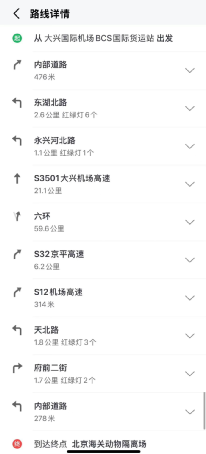 路线详情
起 从 大兴国际机场BCS国际货运站 出发
内部道路
476米
东湖北路
2.6公里 红绿灯6个
永兴河北路
1.1公里 红绿灯1个
S3501大兴机场高速
21.1公里
六环
59.6公里
S32京平高速
6.2公里
S12机场高速
314米
天北路
1.8公里 红绿灯3个
府前二街
1.7公里 红绿灯2个
内部道路
278米
终 到达终点 北京海关动物隔离场